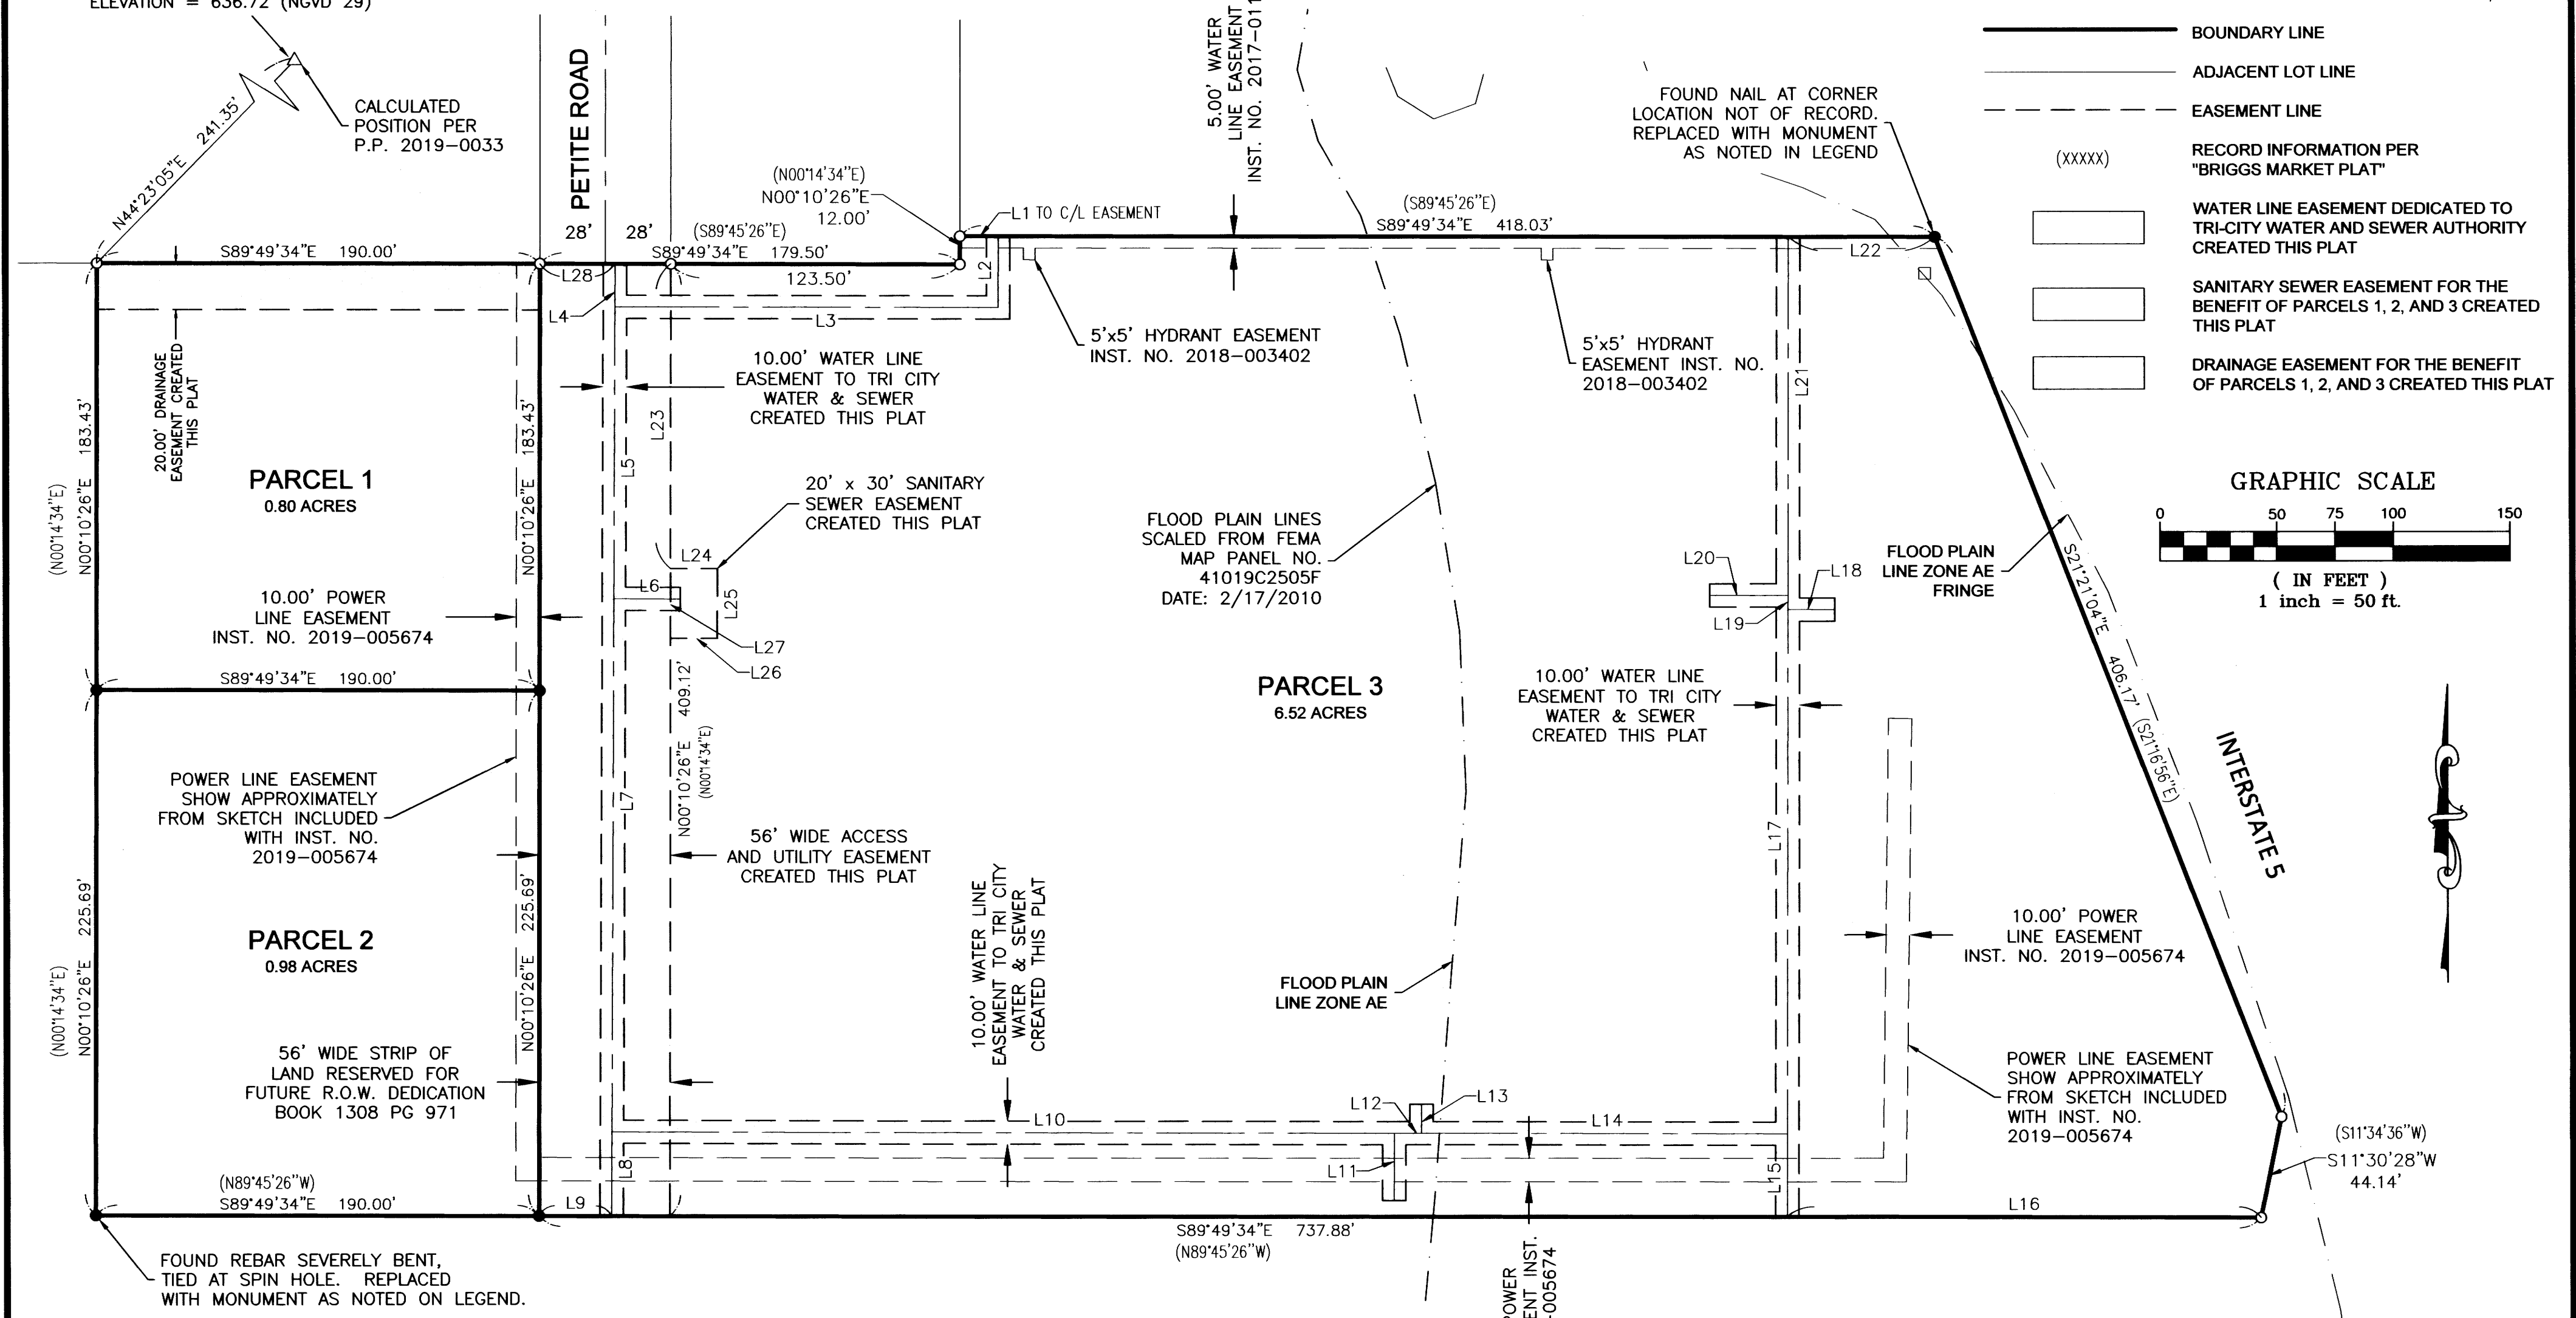 ELEVATION = 636.72 (NGVD 29)
N44°23'05"E 241.35'
CALCULATED
POSITION PER
P.P. 2019-0033
PETITE ROAD
28' 28'
(N00°14'34"E)
N00°10'26"E
12.00'
(S89°45'26"E)
S89°49'34"E 179.50'
123.50'
S89°49'34"E 190.00'
L28
L4
L3
L2
L1 TO C/L EASEMENT
5.00' WATER
LINE EASEMENT
INST. NO. 2017-011
(S89°45'26"E)
S89°49'34"E 418.03'
FOUND NAIL AT CORNER
LOCATION NOT OF RECORD.
REPLACED WITH MONUMENT
AS NOTED IN LEGEND
L22
BOUNDARY LINE
ADJACENT LOT LINE
EASEMENT LINE
(XXXXX)
RECORD INFORMATION PER
"BRIGGS MARKET PLAT"
WATER LINE EASEMENT DEDICATED TO
TRI-CITY WATER AND SEWER AUTHORITY
CREATED THIS PLAT
SANITARY SEWER EASEMENT FOR THE
BENEFIT OF PARCELS 1, 2, AND 3 CREATED
THIS PLAT
DRAINAGE EASEMENT FOR THE BENEFIT
OF PARCELS 1, 2, AND 3 CREATED THIS PLAT
GRAPHIC SCALE
0 50 75 100 150
( IN FEET )
1 inch = 50 ft.
20.00' DRAINAGE
EASEMENT CREATED
THIS PLAT
(N00°14'34"E)
N00°10'26"E 183.43'
PARCEL 1
0.80 ACRES
N00°10'26"E 183.43'
10.00' POWER
LINE EASEMENT
INST. NO. 2019-005674
S89°49'34"E 190.00'
10.00' WATER LINE
EASEMENT TO TRI CITY
WATER & SEWER
CREATED THIS PLAT
L5
L23
20' x 30' SANITARY
SEWER EASEMENT
CREATED THIS PLAT
L24
L6
L25
L27
L26
5'x5' HYDRANT EASEMENT
INST. NO. 2018-003402
5'x5' HYDRANT
EASEMENT INST. NO.
2018-003402
L21
FLOOD PLAIN LINES
SCALED FROM FEMA
MAP PANEL NO.
41019C2505F
DATE: 2/17/2010
L20
L18
L19
FLOOD PLAIN
LINE ZONE AE
FRINGE
S21°21'04"E 406.17' (S21°16'56"E)
INTERSTATE 5
PARCEL 3
6.52 ACRES
10.00' WATER LINE
EASEMENT TO TRI CITY
WATER & SEWER
CREATED THIS PLAT
L7
N00°10'26"E 409.12'
(N00°14'34"E)
POWER LINE EASEMENT
SHOW APPROXIMATELY
FROM SKETCH INCLUDED
WITH INST. NO.
2019-005674
56' WIDE ACCESS
AND UTILITY EASEMENT
CREATED THIS PLAT
L17
(N00°14'34"E)
N00°10'26"E 225.69'
PARCEL 2
0.98 ACRES
N00°10'26"E 225.69'
10.00' WATER LINE
EASEMENT TO TRI CITY
WATER & SEWER
CREATED THIS PLAT
FLOOD PLAIN
LINE ZONE AE
10.00' POWER
LINE EASEMENT
INST. NO. 2019-005674
56' WIDE STRIP OF
LAND RESERVED FOR
FUTURE R.O.W. DEDICATION
BOOK 1308 PG 971
POWER LINE EASEMENT
SHOW APPROXIMATELY
FROM SKETCH INCLUDED
WITH INST. NO.
2019-005674
L10
L12
L13
L14
L8
L11
L15
(S11°34'36"W)
S11°30'28"W
44.14'
(N89°45'26"W)
S89°49'34"E 190.00'
L9
L16
S89°49'34"E 737.88'
(N89°45'26"W)
FOUND REBAR SEVERELY BENT,
TIED AT SPIN HOLE. REPLACED
WITH MONUMENT AS NOTED ON LEGEND.
POWER
ENT INST.
-005674